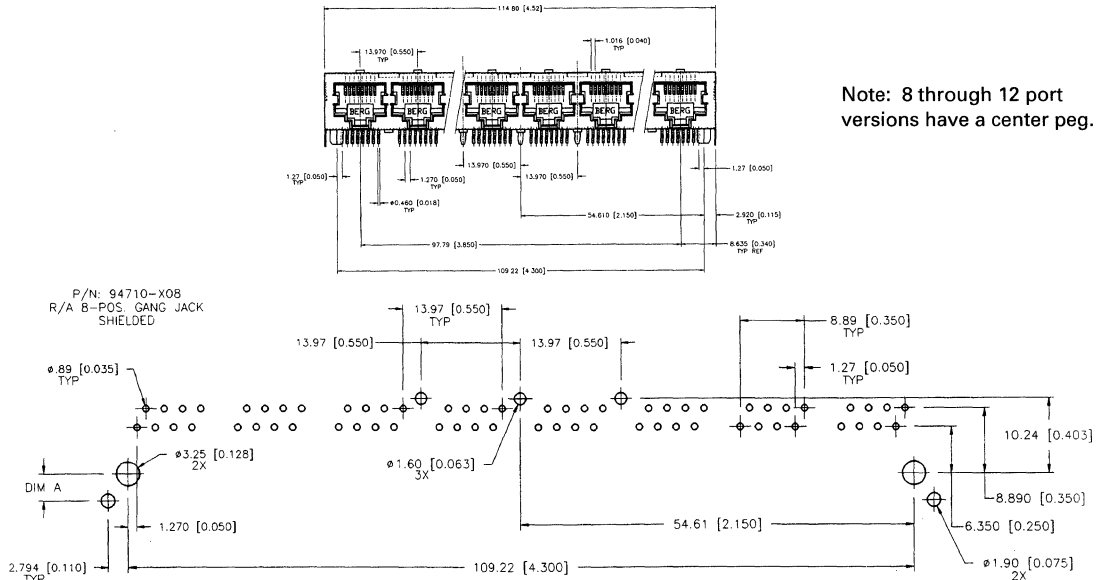 114.80 [4.52]
13.970 [0.550]
TYP
1.016 [0.040]
TYP
BERG
BERG
BERG
BERG
BERG
BERG
Note: 8 through 12 port
versions have a center peg.
13.970 [0.550]
1.27 [0.050]
TYP
1.270 [0.050]
TYP
13.970 [0.550]
1.27 [0.050]
ø0.460 [0.018]
TYP
54.610 [2.150]
2.920 [0.115]
TYP
97.79 [3.850]
8.635 [0.340]
TYP REF
109.22 [4.300]
P/N: 94710-X08
R/A 8-POS. GANG JACK
SHIELDED
13.97 [0.550]
TYP
8.89 [0.350]
TYP
13.97 [0.550]
13.97 [0.550]
ø.89 [0.035]
TYP
1.27 [0.050]
TYP
10.24 [0.403]
ø3.25 [0.128]
2X
ø1.60 [0.063]
3X
DIM A
8.890 [0.350]
1.270 [0.050]
54.61 [2.150]
6.350 [0.250]
2.794 [0.110]
TYP
109.22 [4.300]
ø1.90 [0.075]
2X